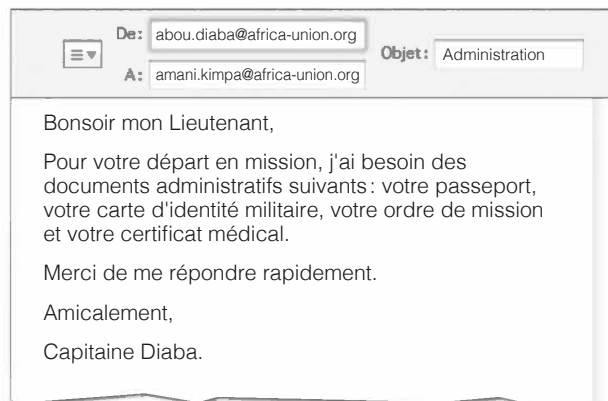 De: abou.diaba@africa-union.org
A: amani.kimpa@africa-union.org
Objet: Administration
Bonsoir mon Lieutenant,
Pour votre départ en mission, j'ai besoin des
documents administratifs suivants: votre passeport,
votre carte d'identité militaire, votre ordre de mission
et votre certificat médical.
Merci de me répondre rapidement.
Amicalement,
Capitaine Diaba.